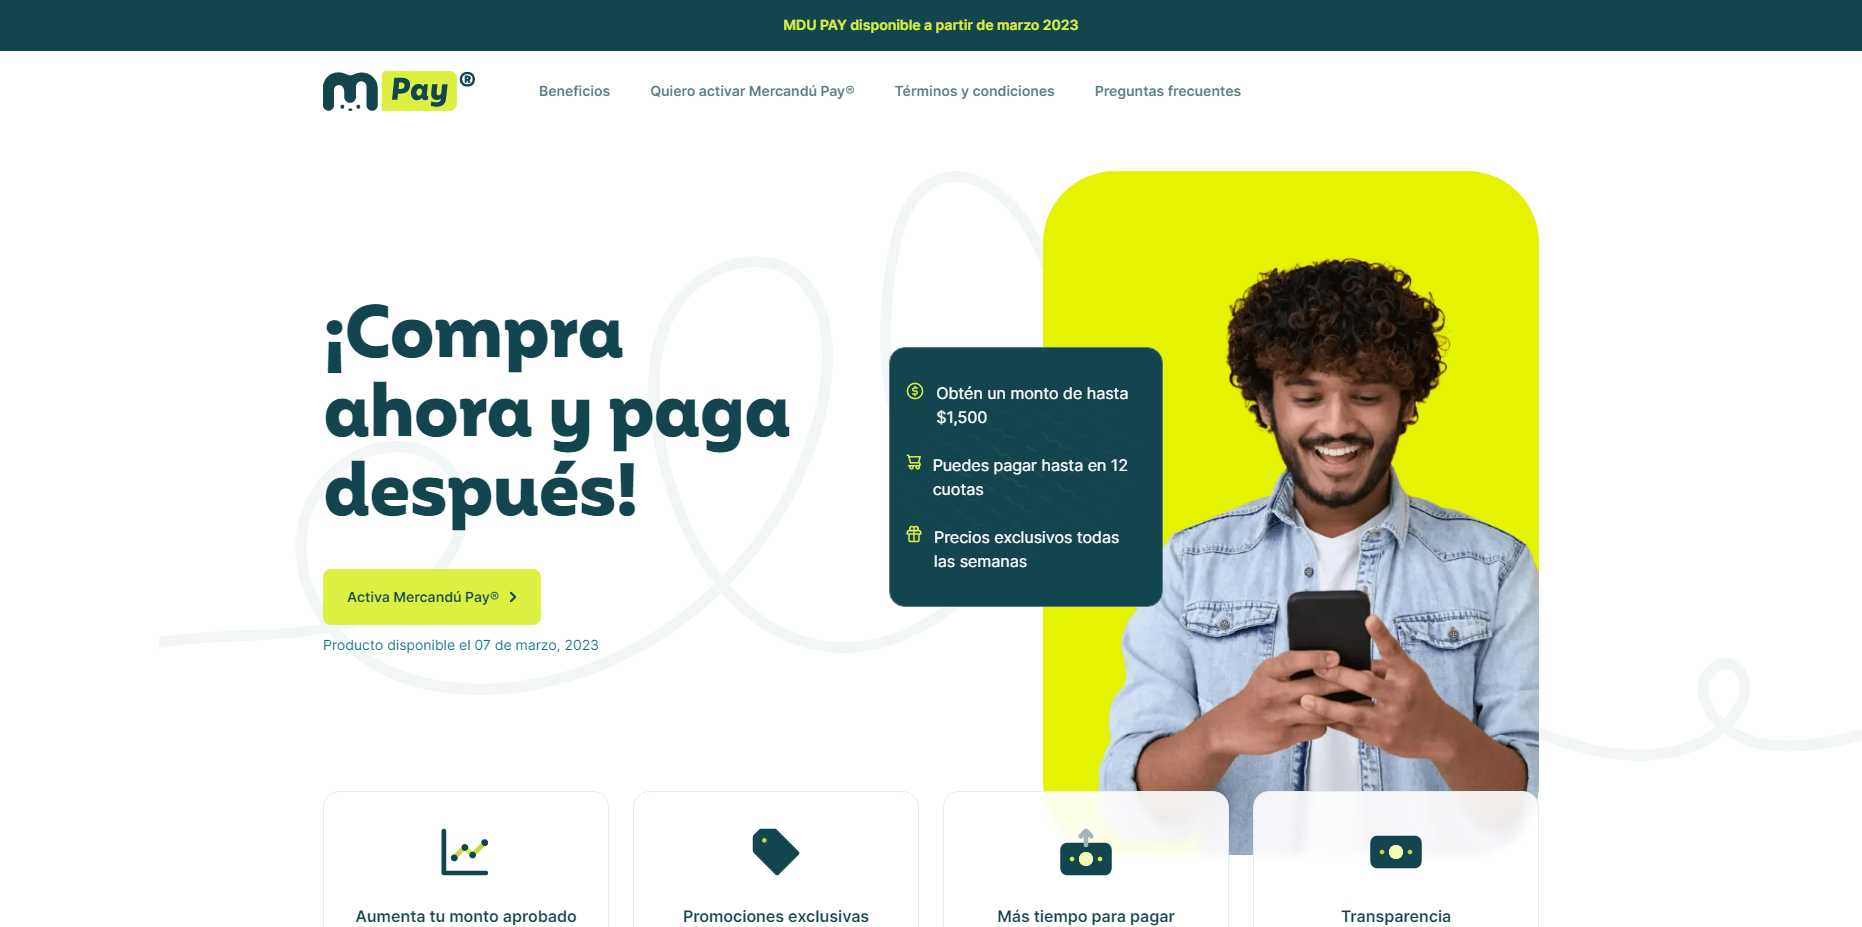 MDU PAY disponible a partir de marzo 2023
m Pay®
Beneficios
Quiero activar Mercandú Pay®
Términos y condiciones
Preguntas frecuentes
¡Compra
ahora y paga
después!
Obtén un monto de hasta
$1,500
Puedes pagar hasta en 12
cuotas
Precios exclusivos todas
las semanas
Activa Mercandú Pay®
Producto disponible el 07 de marzo, 2023
Aumenta tu monto aprobado
Promociones exclusivas
Más tiempo para pagar
Transparencia